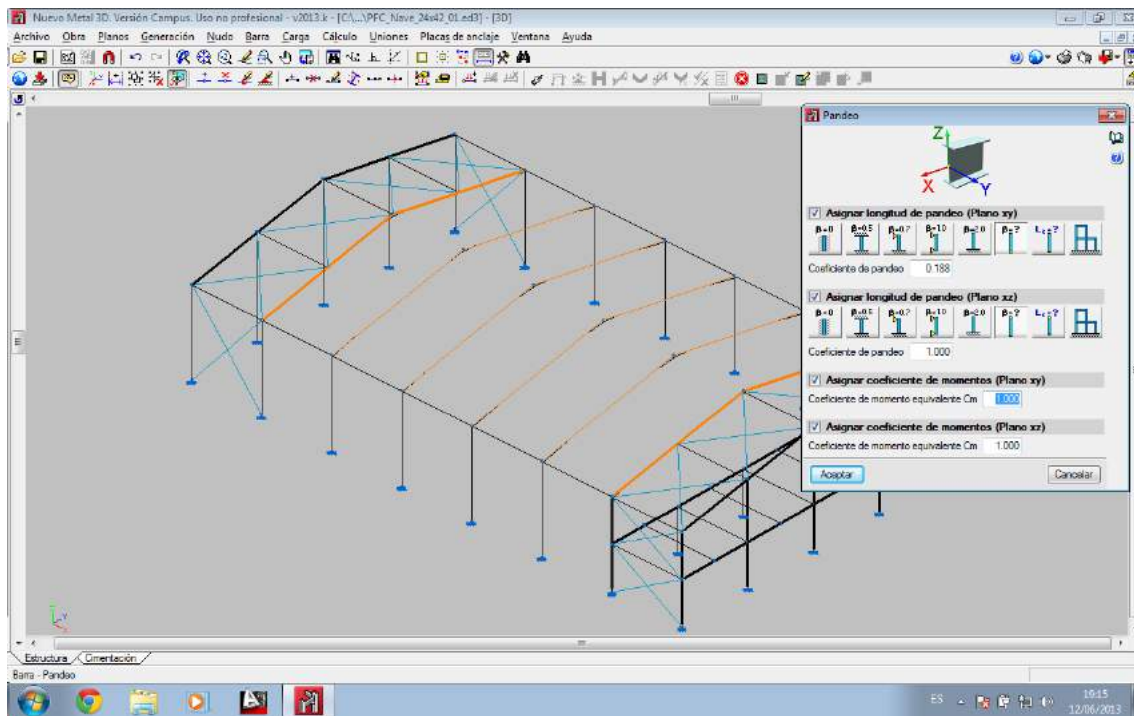 Nuevo Metal 3D. Versión Campus. Uso no profesional - v2013.k - [C:\...\PFC_Nave_24x42_01.ed3] - [3D]
Archivo Obra Planos Generación Nudo Barra Carga Cálculo Uniones Placas de anclaje Ventana Ayuda
Pandeo
Z
X Y
Asignar longitud de pandeo (Plano xy)
β=0 β=0.5 β=0.7 β=1.0 β=2.0 β=? Lk=?
Coeficiente de pandeo 0.188
Asignar longitud de pandeo (Plano xz)
β=0 β=0.5 β=0.7 β=1.0 β=2.0 β=? Lk=?
Coeficiente de pandeo 1.000
Asignar coeficiente de momentos (Plano xy)
Coeficiente de momento equivalente Cm 1.000
Asignar coeficiente de momentos (Plano xz)
Coeficiente de momento equivalente Cm 1.000
Aceptar Cancelar
Estructura Cimentación
Barra - Pandeo
ES 19:15
12/06/2013